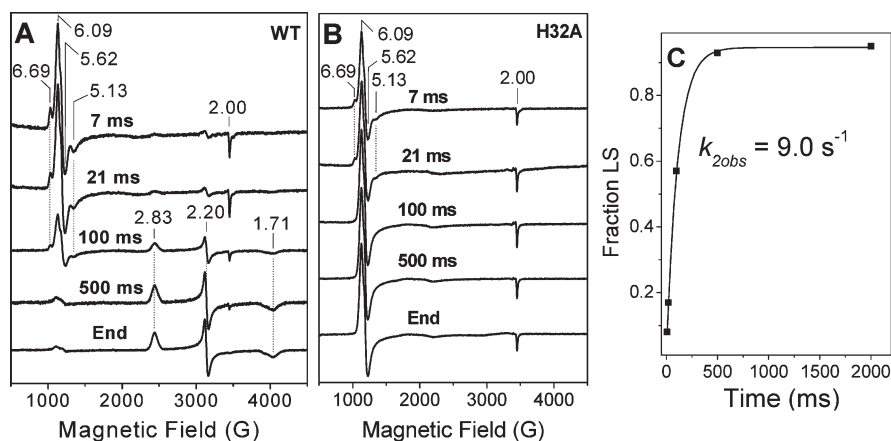 A
WT
6.09
5.62
6.69
5.13
7 ms
2.00
21 ms
2.83
2.20
1.71
100 ms
500 ms
End
1000 2000 3000 4000
Magnetic Field (G)
B
H32A
6.09
5.62
6.69
5.13
2.00
7 ms
21 ms
100 ms
500 ms
End
1000 2000 3000 4000
Magnetic Field (G)
C
0.8
0.6
0.4
0.2
Fraction LS
k2obs = 9.0 s-1
0 500 1000 1500 2000
Time (ms)